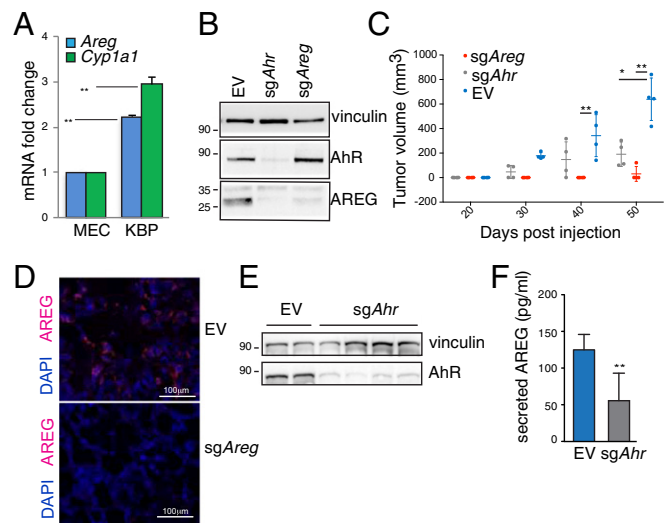 A
Areg
Cyp1a1
mRNA fold change
4
3
2
1
0
**
**
MEC KBP
B
EV sgAhr sgAreg
90
vinculin
90
AhR
35
25
AREG
C
sgAreg
sgAhr
EV
Tumor volume (mm3)
1000
800
600
400
200
0
**
* **
20 30 40 50
Days post injection
D
DAPI AREG
100µm
EV
DAPI AREG
100µm
sgAreg
E
EV sgAhr
90
vinculin
90
AhR
F
secreted AREG (pg/ml)
200
150
100
50
0
**
EV sgAhr